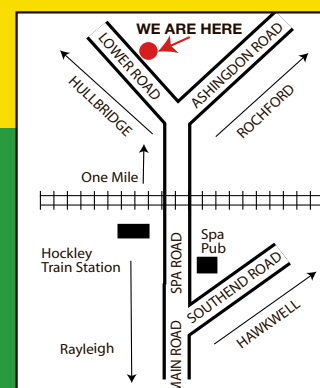 WE ARE HERE
LOWER ROAD
ASHINGDON ROAD
HULLBRIDGE
ROCHFORD
One Mile
Hockley
Train Station
SPA ROAD
Spa
Pub
SOUTHEND ROAD
HAWKWELL
Rayleigh
MAIN ROAD